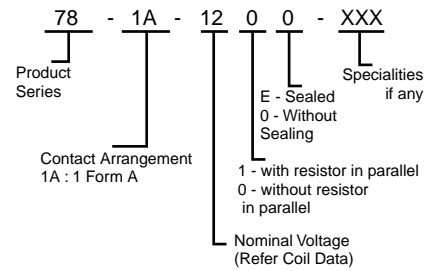 78 - 1A - 12 0 0 - XXX
Product
Series
Specialities
if any
E - Sealed
0 - Without
Sealing
Contact Arrangement
1A : 1 Form A
1 - with resistor in parallel
0 - without resistor
in parallel
Nominal Voltage
(Refer Coil Data)